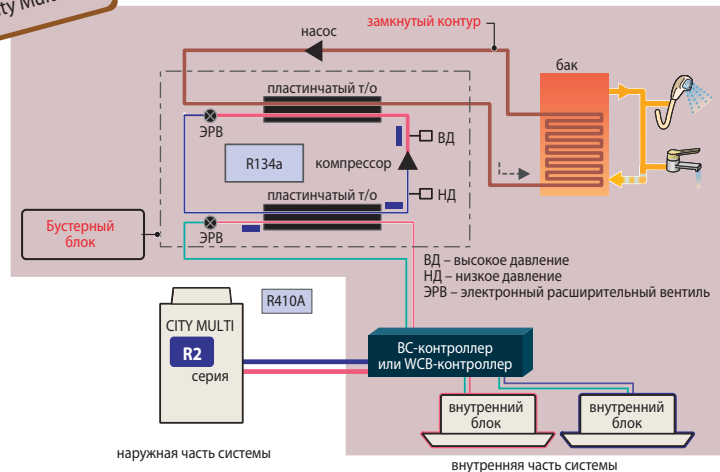 ty Mult
замкнутый контур
насос
бак
пластинчатый т/о
ЭРВ
ВД
R134a
компрессор
пластинчатый т/о
НД
Бустерный
блок
ЭРВ
ВД – высокое давление
НД – низкое давление
ЭРВ – электронный расширительный вентиль
R410A
CITY MULTI
R2
серия
BC-контроллер
или WCB-контроллер
внутренний
блок
внутренний
блок
наружная часть системы
внутренняя часть системы